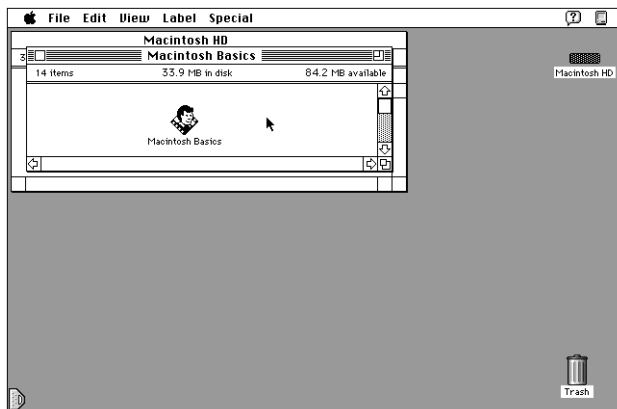 File Edit View Label Special
Macintosh HD
3
Macintosh Basics
14 items 33.9 MB in disk 84.2 MB available
Macintosh HD
Macintosh Basics
Trash